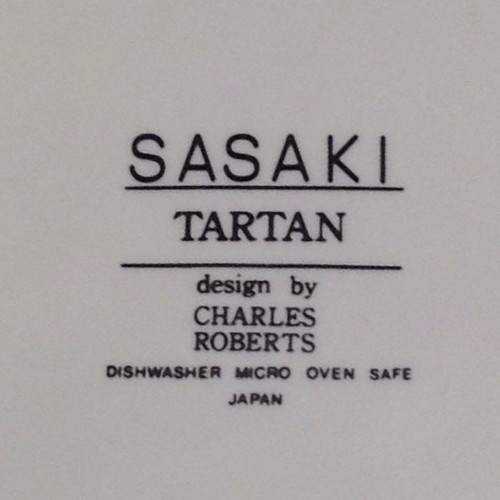 SASAKI
TARTAN
design by
CHARLES
ROBERTS
DISHWASHER MICRO OVEN SAFE
JAPAN